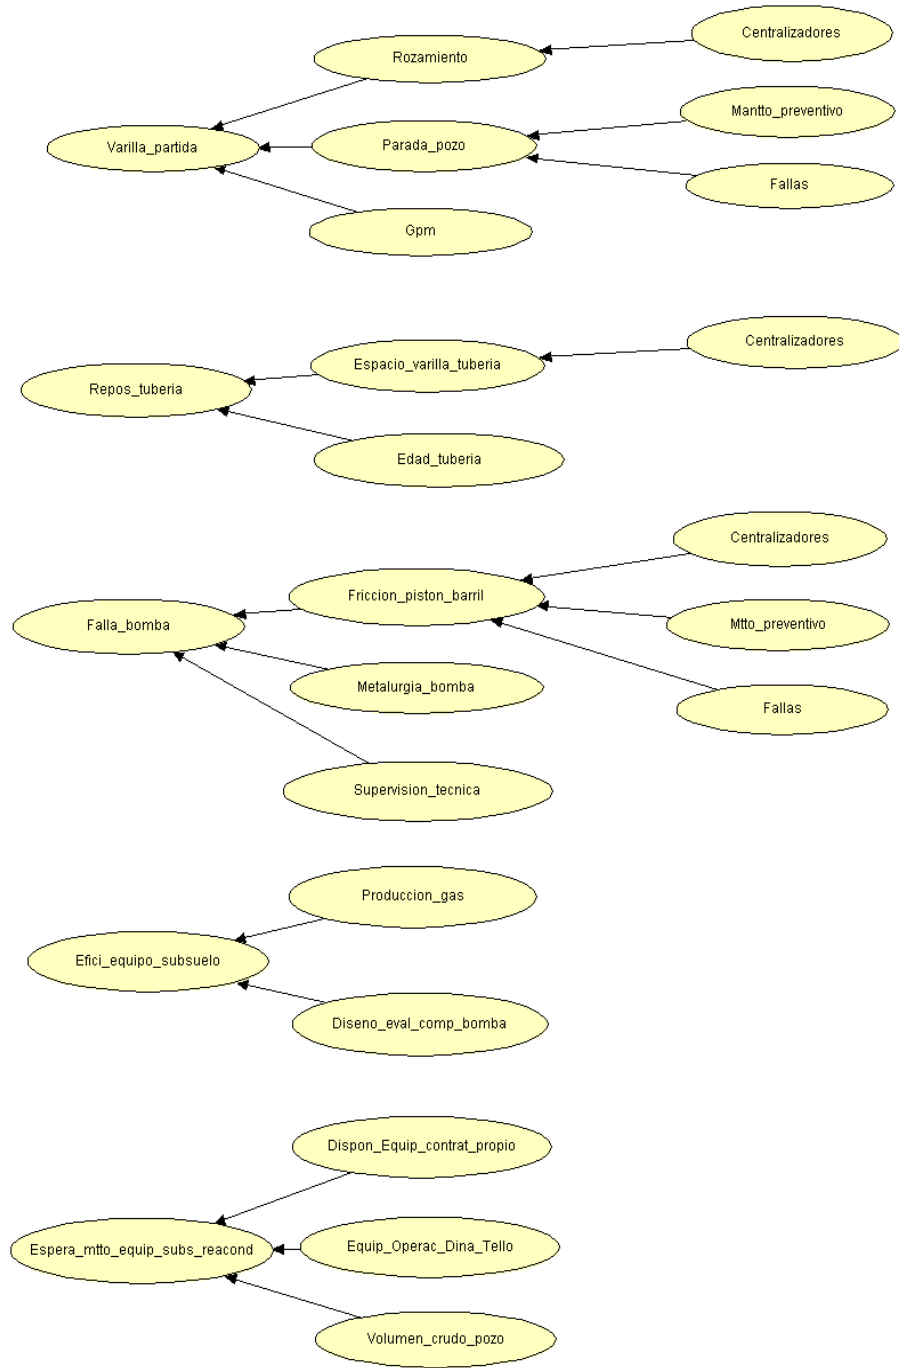 Centralizadores
Rozamiento
Mantto_preventivo
Varilla_partida
Parada_pozo
Fallas
Gpm
Centralizadores
Espacio_varilla_tuberia
Repos_tuberia
Edad_tuberia
Centralizadores
Friccion_piston_barril
Falla_bomba
Mtto_preventivo
Metalurgia_bomba
Fallas
Supervision_tecnica
Produccion_gas
Efici_equipo_subsuelo
Diseno_eval_comp_bomba
Dispon_Equip_contrat_propio
Espera_mtto_equip_subs_reacond
Equip_Operac_Dina_Tello
Volumen_crudo_pozo